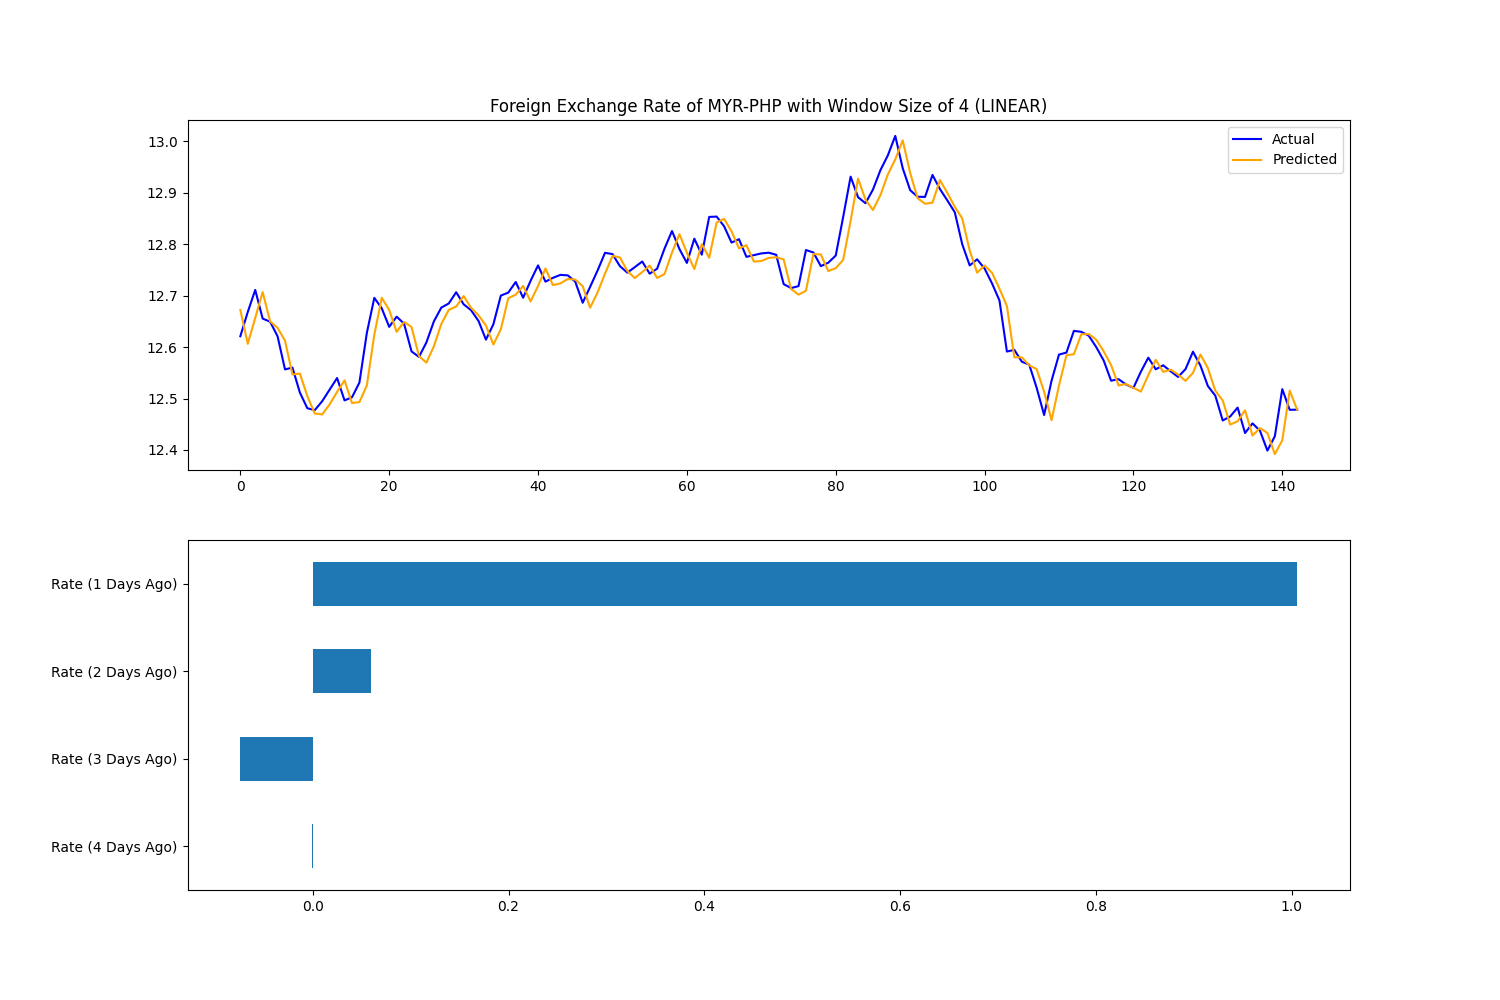 Foreign Exchange Rate of MYR-PHP with Window Size of 4 (LINEAR)
13.0
12.9
12.8
12.7
12.6
12.5
12.4
Actual
Predicted
0 20 40 60 80 100 120 140
Rate (1 Days Ago)
Rate (2 Days Ago)
Rate (3 Days Ago)
Rate (4 Days Ago)
0.0 0.2 0.4 0.6 0.8 1.0